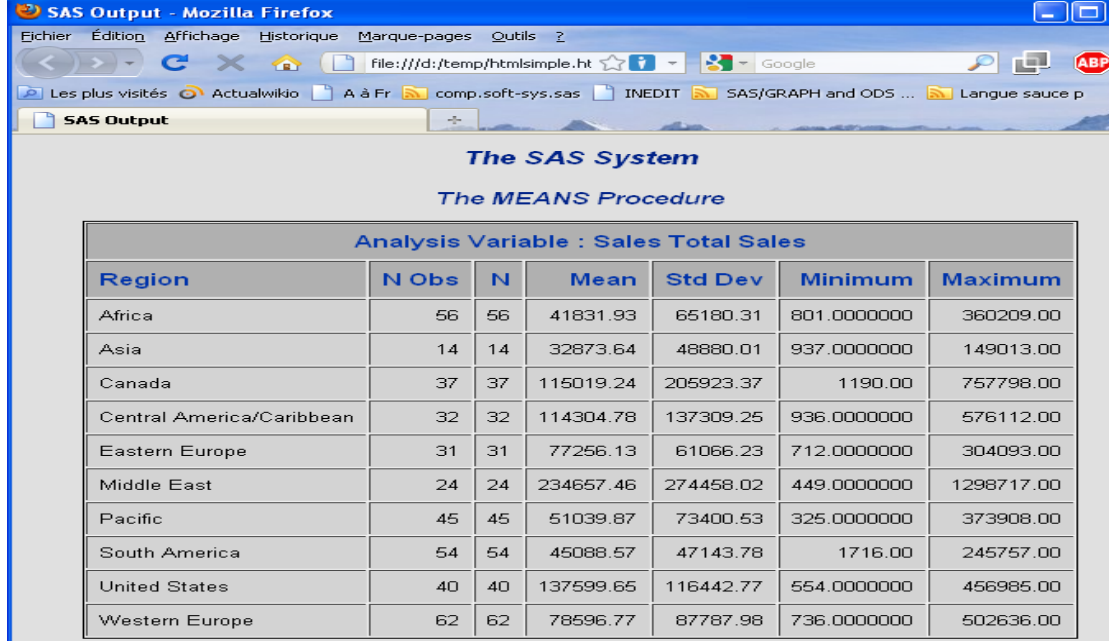 SAS Output - Mozilla Firefox
Fichier Édition Affichage Historique Marque-pages Outils ?
file:///d:/temp/htmlsimple.ht Google ABP
Les plus visités Actualwikio A à Fr comp.soft-sys.sas INEDIT SAS/GRAPH and ODS ... Langue sauce p
SAS Output
The SAS System
The MEANS Procedure
Analysis Variable : Sales Total Sales
Region N Obs N Mean Std Dev Minimum Maximum
Africa 56 56 41831.93 65180.31 801.0000000 360209.00
Asia 14 14 32873.64 48880.01 937.0000000 149013.00
Canada 37 37 115019.24 205923.37 1190.00 757798.00
Central America/Caribbean 32 32 114304.78 137309.25 936.0000000 576112.00
Eastern Europe 31 31 77256.13 61066.23 712.0000000 304093.00
Middle East 24 24 234657.46 274458.02 449.0000000 1298717.00
Pacific 45 45 51039.87 73400.53 325.0000000 373908.00
South America 54 54 45088.57 47143.78 1716.00 245757.00
United States 40 40 137599.65 116442.77 554.0000000 456985.00
Western Europe 62 62 78596.77 87787.98 736.0000000 502636.00